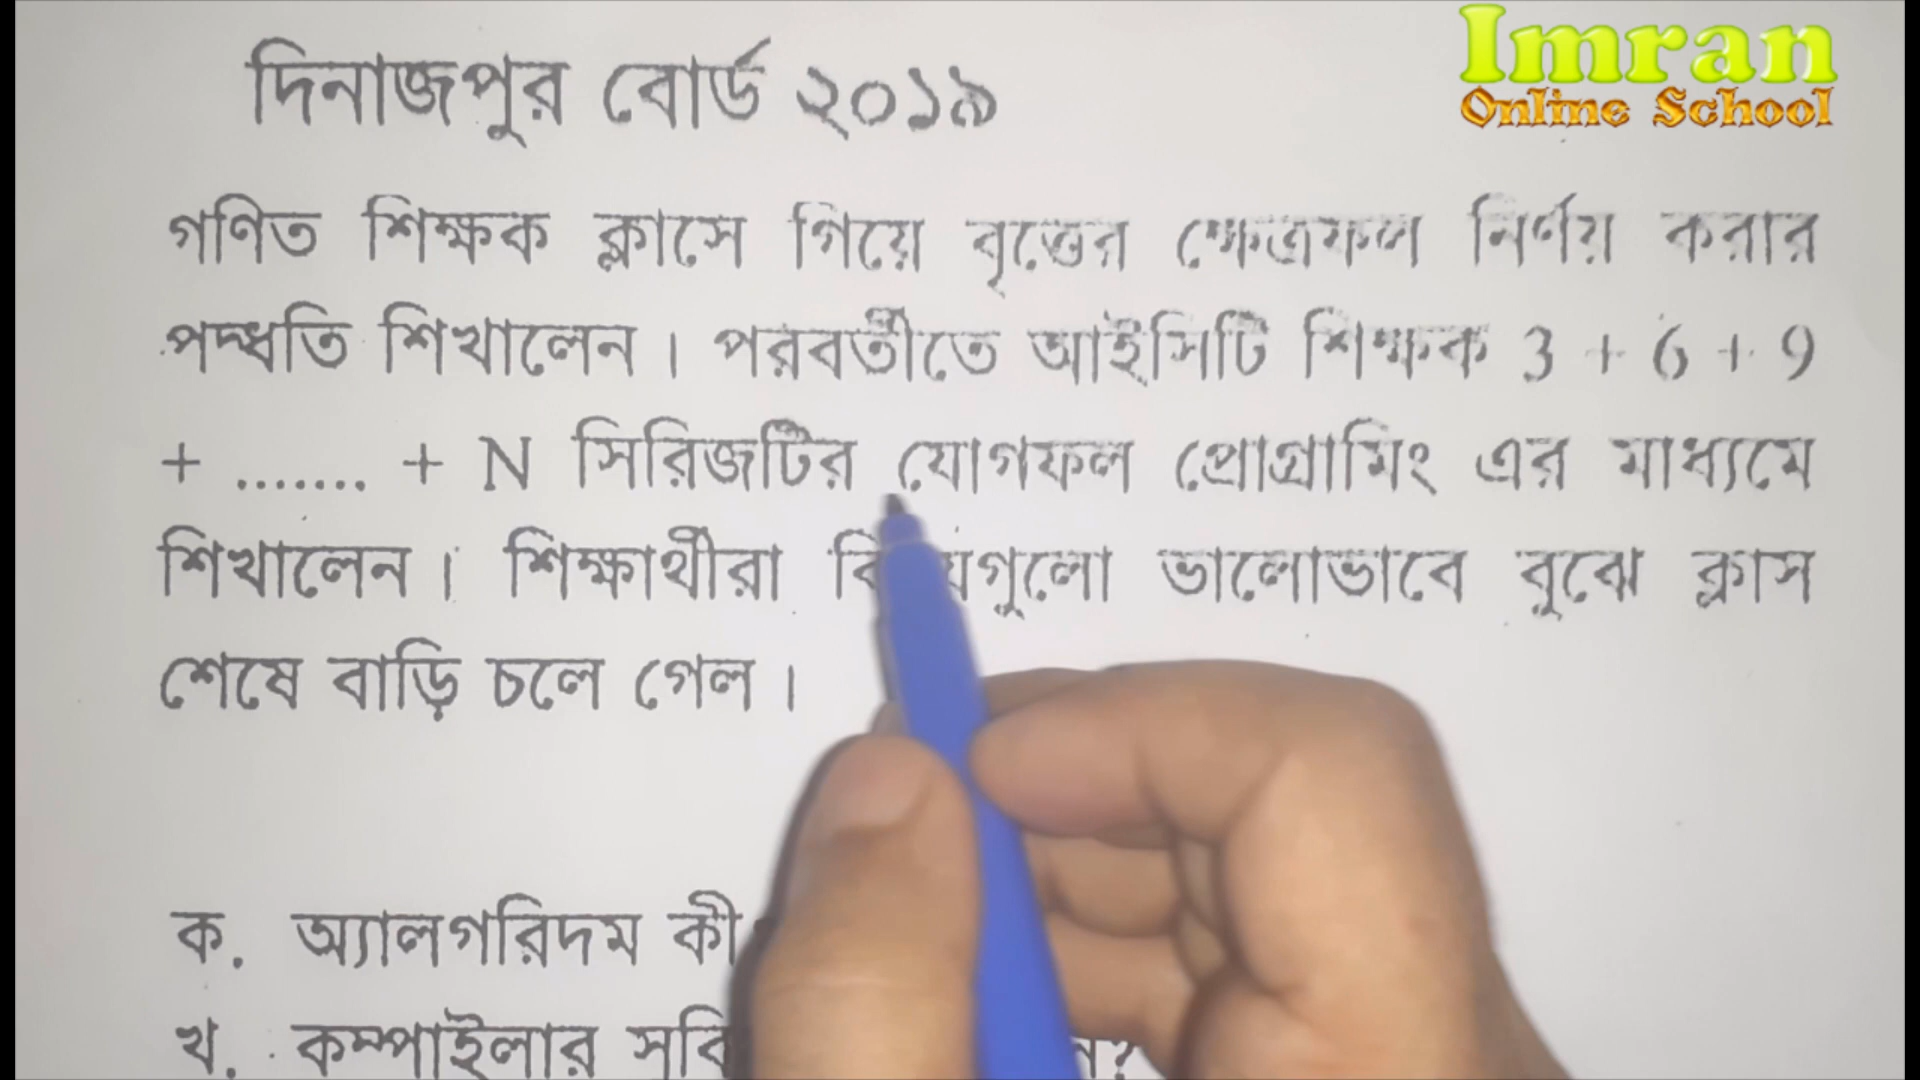 Imran
Online School
দিনাজপুর বোর্ড ২০১৯
গণিত শিক্ষক ক্লাসে গিয়ে বৃত্তের ক্ষেত্রফল নির্ণয় করার
পদ্ধতি শিখালেন। পরবর্তীতে আইসিটি শিক্ষক 3 + 6 + 9
+ ....... + N সিরিজটির যোগফল প্রোগ্রামিং এর মাধ্যমে
শিখালেন। শিক্ষার্থীরা ভালোভাবে বুঝে ক্লাস
শেষে বাড়ি চলে গেল।
ক. অ্যালগরিদম কী
খ. কম্পাইলার